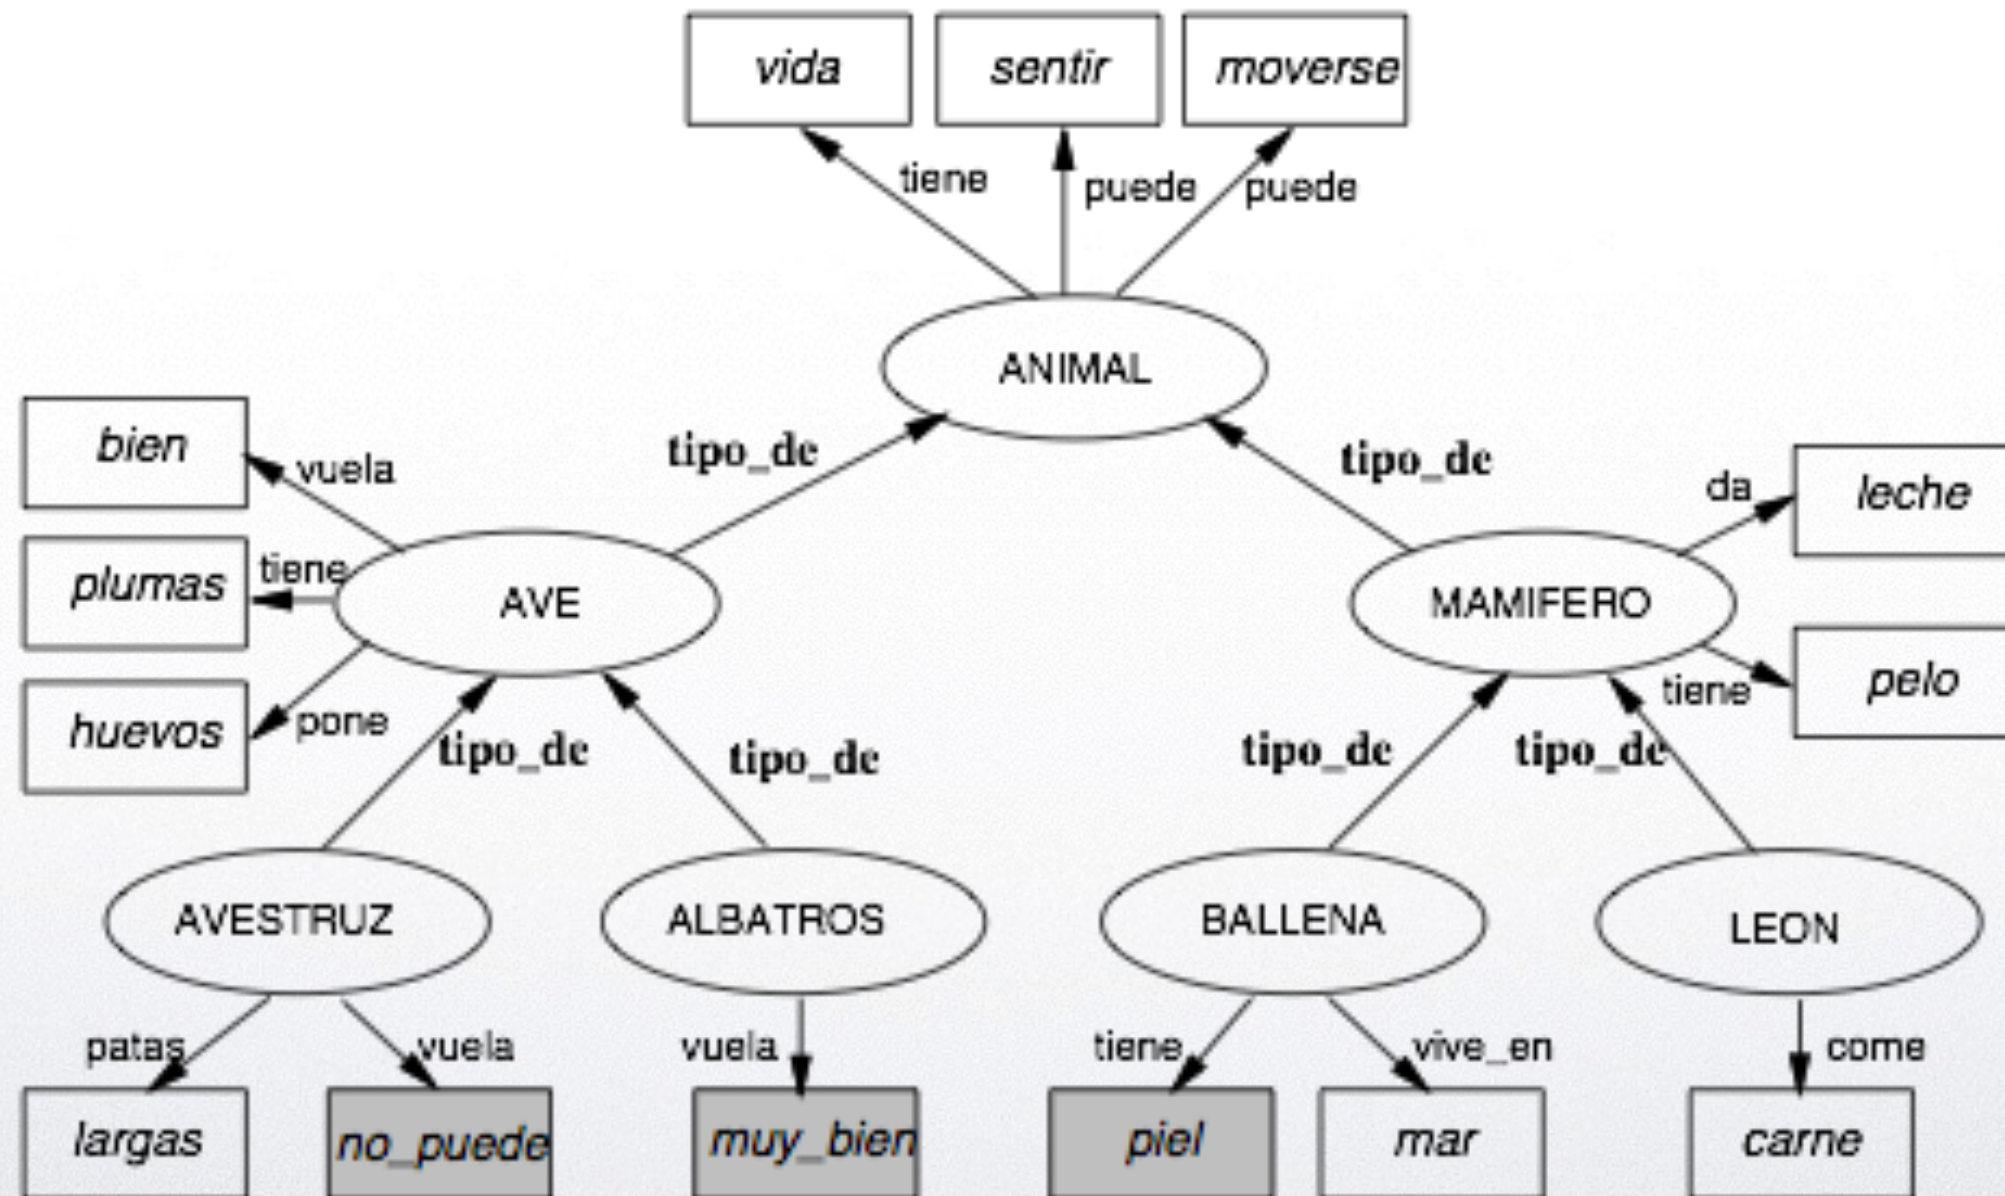 vida sentir moverse
tiene puede puede
ANIMAL
bien vuela tipo_de tipo_de da leche
plumas tiene AVE MAMIFERO
huevos pone tiene pelo
tipo_de tipo_de tipo_de tipo_de
AVESTRUZ ALBATROS BALLENA LEON
patas vuela vuela tiene vive_en come
largas no_puede muy_bien piel mar carne